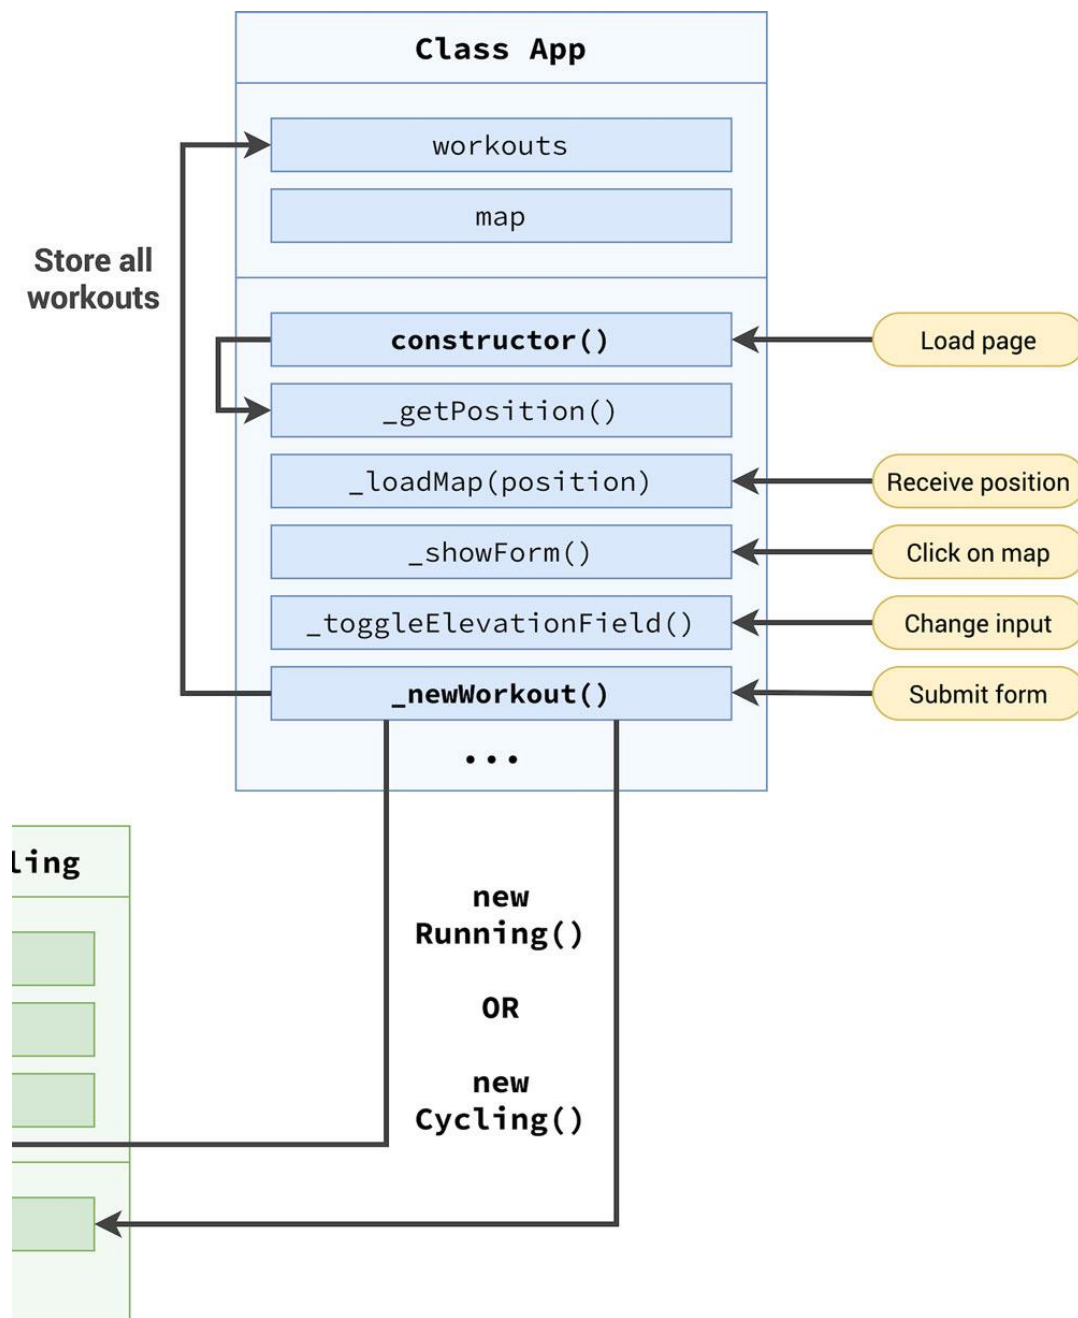 Class App
workouts
map
Store all
workouts
constructor()
Load page
_getPosition()
_loadMap(position)
Receive position
_showForm()
Click on map
_toggleElevationField()
Change input
_newWorkout()
Submit form
...
ling
new
Running()
OR
new
Cycling()